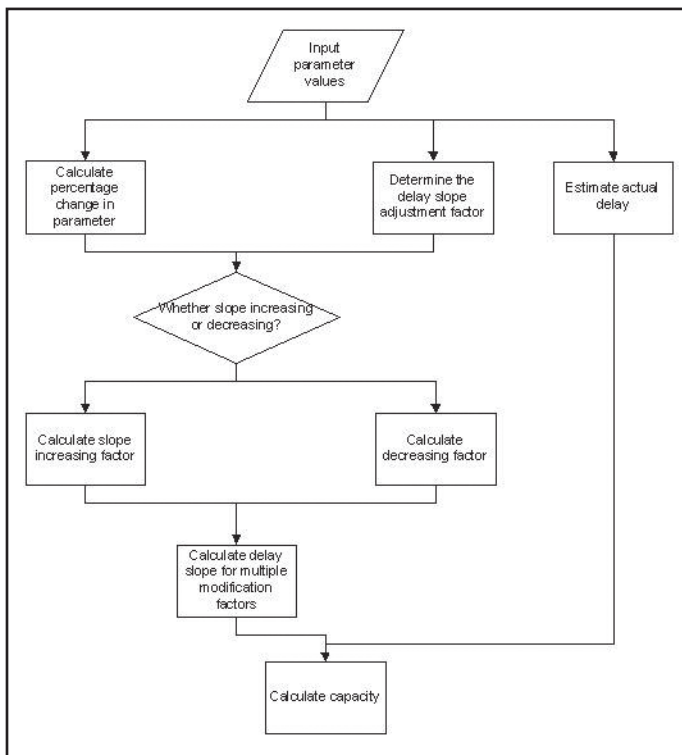 Input
parameter
values
Calculate
percentage
change in
parameter
Determine the
delay slope
adjustment factor
Estimate actual
delay
Whether slope increasing
or decreasing?
Calculate slope
increasing factor
Calculate
decreasing factor
Calculate delay
slope for multiple
modification
factors
Calculate capacity